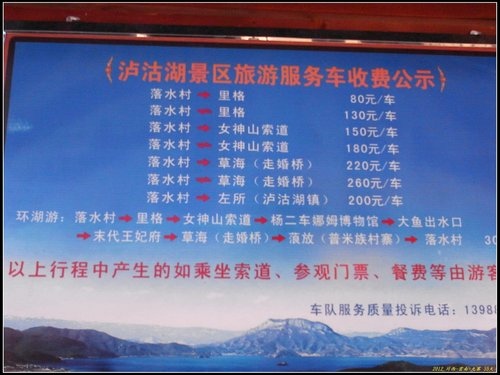 泸沽湖景区旅游服务车收费公示
落水村 里格 80元/车
落水村 里格 130元/车
落水村 女神山索道 150元/车
落水村 女神山索道 180元/车
落水村 草海（走婚桥） 220元/车
落水村 草海（走婚桥） 260元/车
落水村 左所（泸沽湖镇） 200元/车
环湖游：落水村→里格→女神山索道→杨二车娜姆博物馆→大鱼出水口
→末代王妃府→草海（走婚桥）→蒗放（普米族村寨）→落水村 30
以上行程中产生的如乘坐索道、参观门票、餐费等由游客
车队服务质量投诉电话：13988